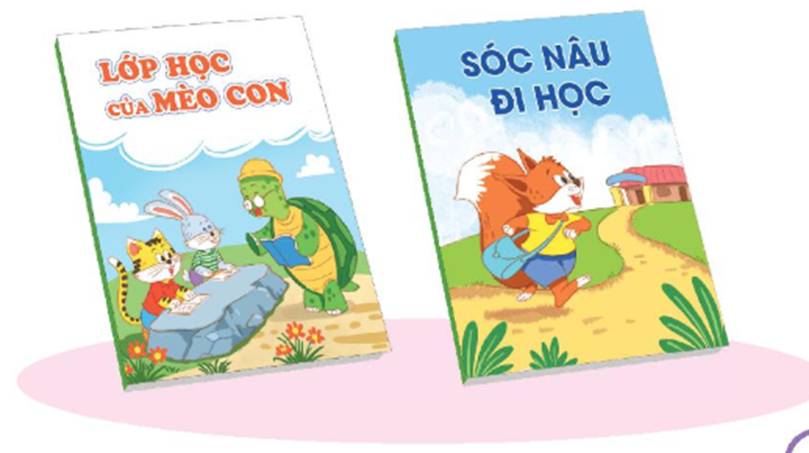 LỚP HỌC
CỦA MÈO CON
SÓC NÂU
ĐI HỌC